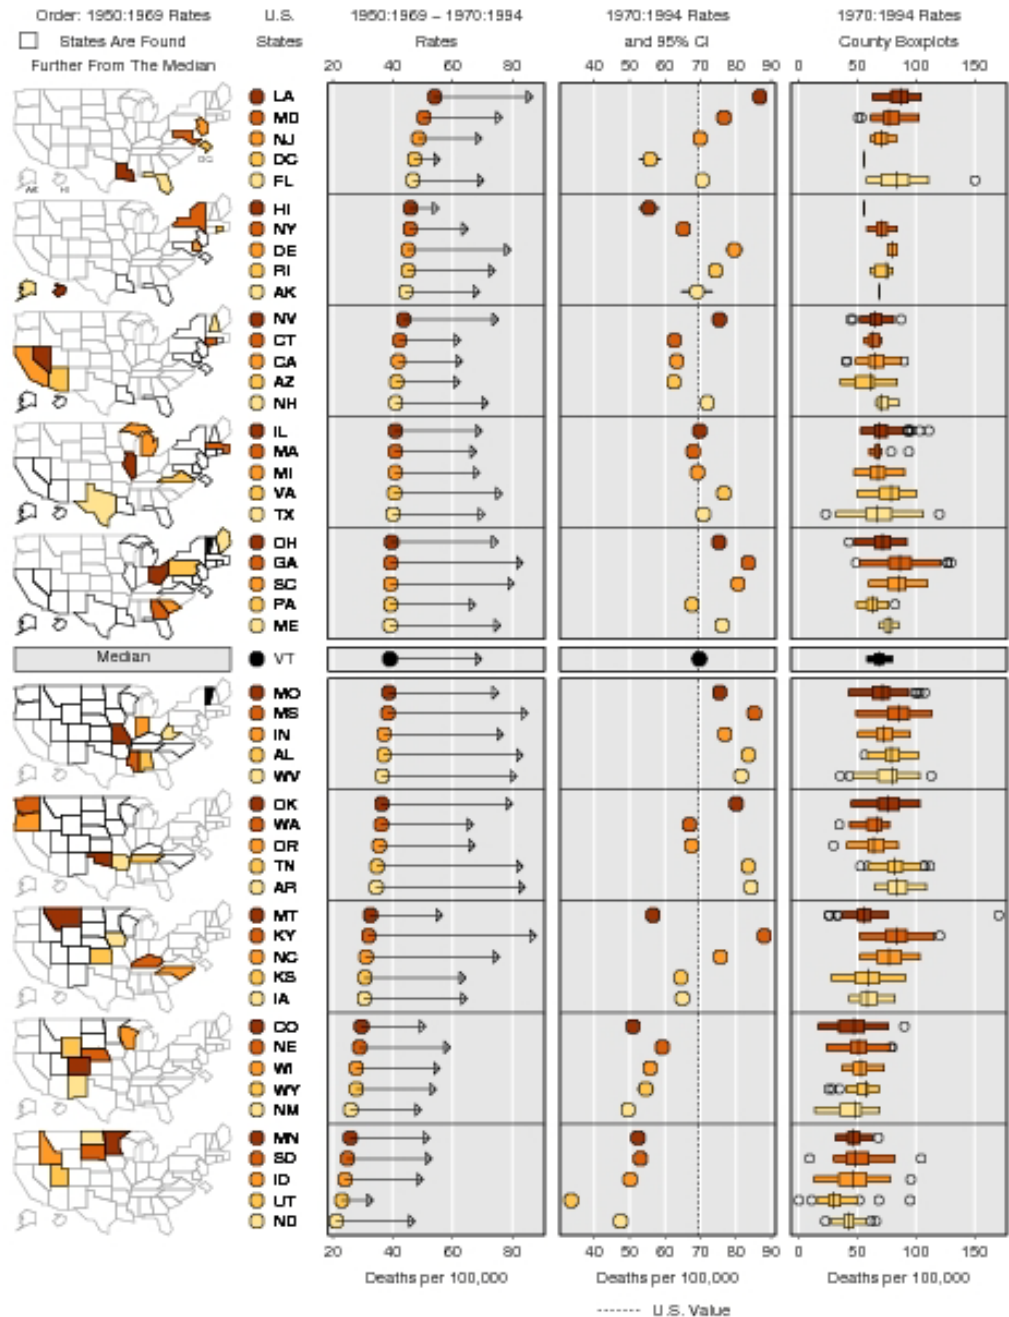 Order: 1950:1969 Rates
States Are Found
Further From The Median
U.S.
States
1950:1969 – 1970:1994
Rates
1970:1994 Rates
and 95% CI
1970:1994 Rates
County Boxplots
20 40 60 80
40 50 60 70 80 90
0 50 100 150
LA
MD
NJ
DC
FL
DC
AK HI
HI
NY
DE
RI
AK
NV
CT
CA
AZ
NH
IL
MA
MI
VA
TX
OH
GA
SC
PA
ME
Median
VT
MO
MS
IN
AL
WV
OK
WA
OR
TN
AR
MT
KY
NC
KS
IA
CO
NE
WI
WY
NM
MN
SD
ID
UT
ND
20 40 60 80
40 50 60 70 80 90
0 50 100 150
Deaths per 100,000
Deaths per 100,000
Deaths per 100,000
U.S. Value